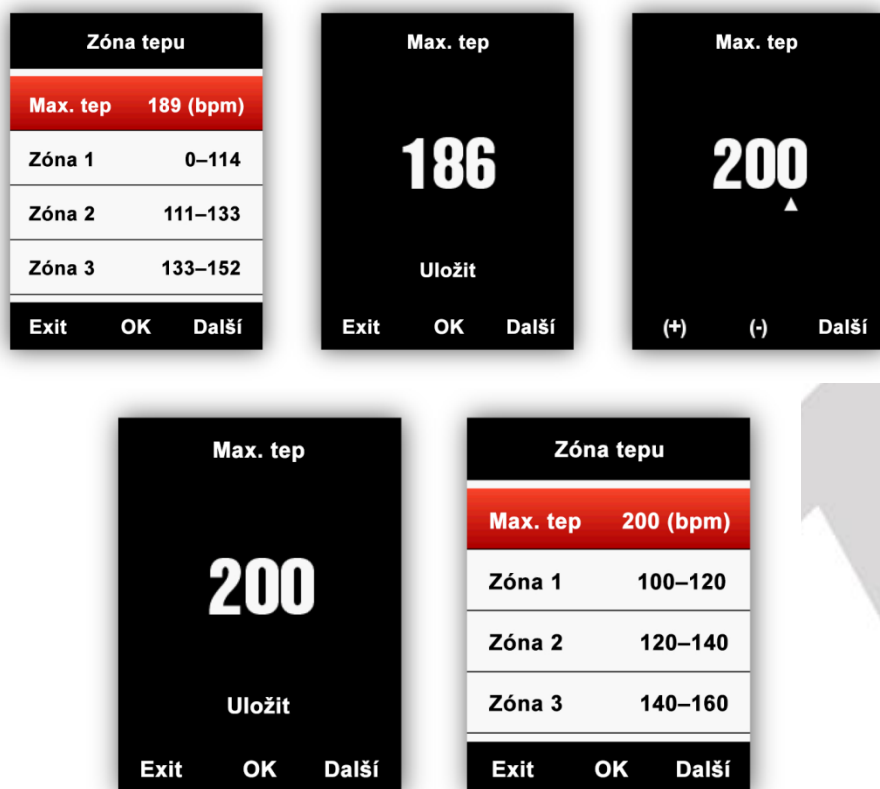 Zóna tepu
Max. tep 189 (bpm)
Zóna 1 0–114
Zóna 2 111–133
Zóna 3 133–152
Exit OK Další
Max. tep
186
Uložit
Exit OK Další
Max. tep
200
(+) (-) Další
Max. tep
200
Uložit
Exit OK Další
Zóna tepu
Max. tep 200 (bpm)
Zóna 1 100–120
Zóna 2 120–140
Zóna 3 140–160
Exit OK Další